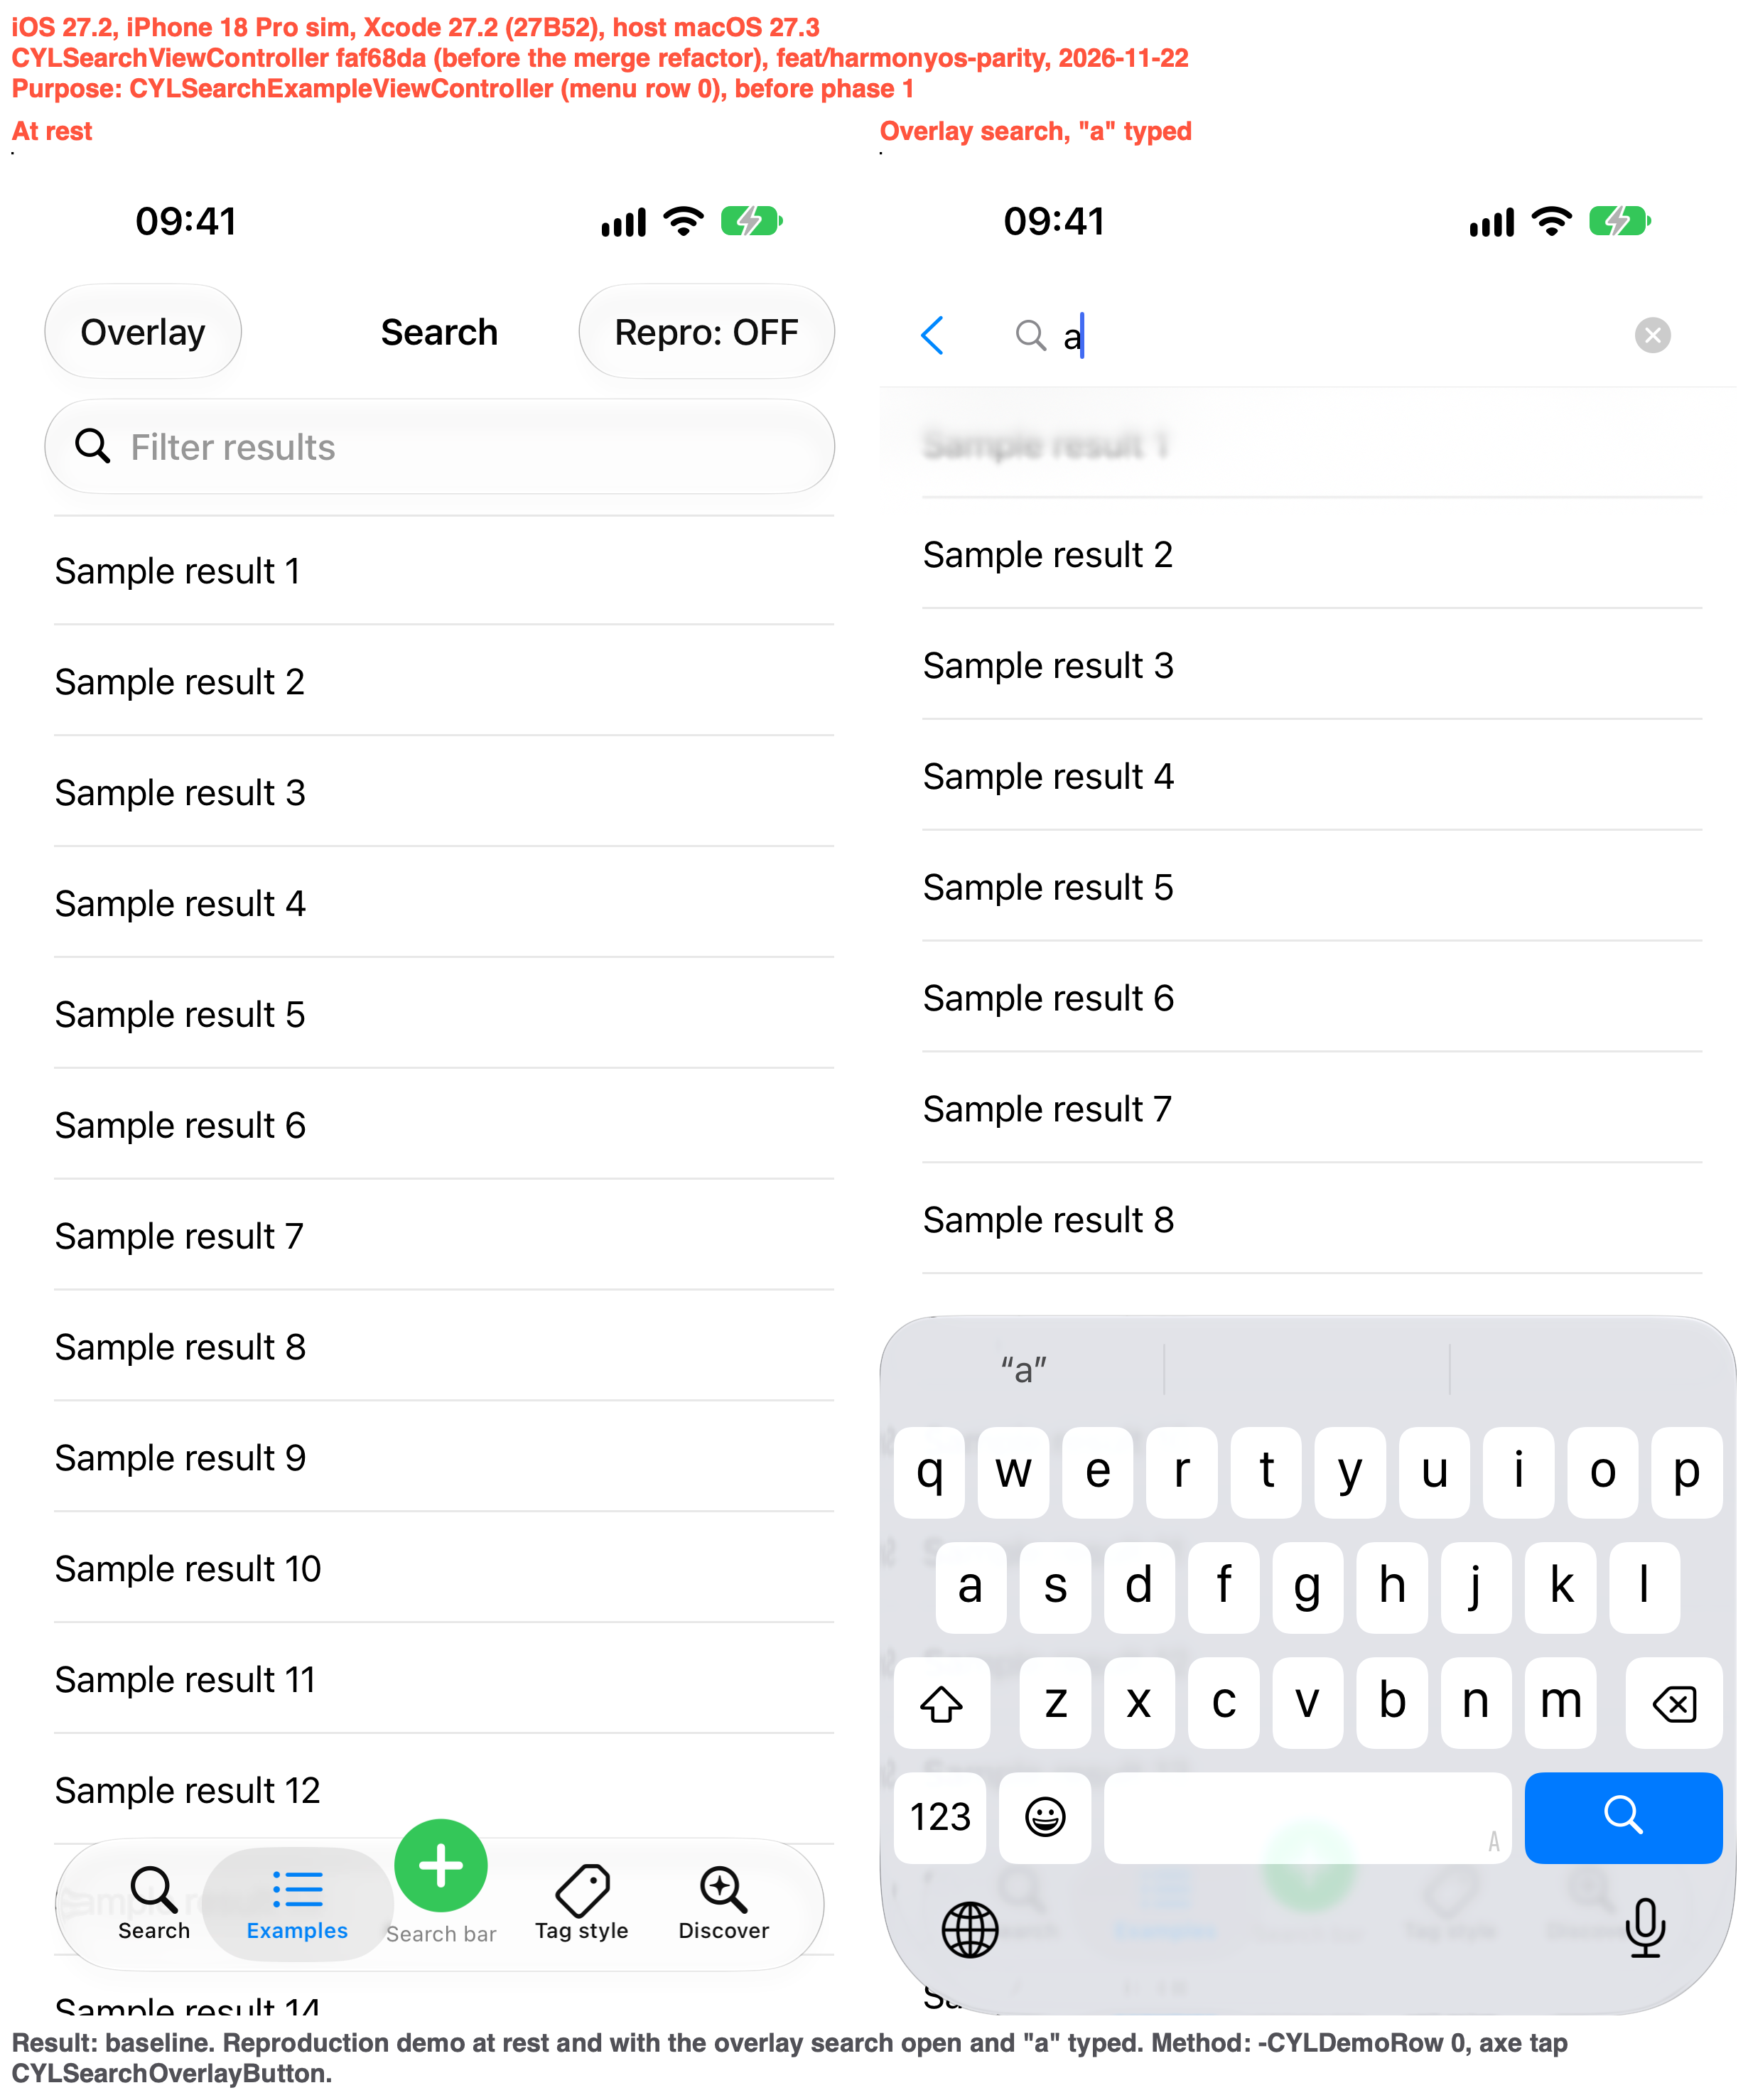 iOS 27.2, iPhone 18 Pro sim, Xcode 27.2 (27B52), host macOS 27.3
CYLSearchViewController faf68da (before the merge refactor), feat/harmonyos-parity, 2026-11-22
Purpose: CYLSearchExampleViewController (menu row 0), before phase 1
At rest
09:41
Overlay
Search
Repro: OFF
Filter results
Sample result 1
Sample result 2
Sample result 3
Sample result 4
Sample result 5
Sample result 6
Sample result 7
Sample result 8
Sample result 9
Sample result 10
Sample result 11
Sample result 12
Search
Examples
Search bar
Tag style
Discover
Sample result 14
Overlay search, "a" typed
09:41
a
Sample result 1
Sample result 2
Sample result 3
Sample result 4
Sample result 5
Sample result 6
Sample result 7
Sample result 8
“a”
q w e r t y u i o p
a s d f g h j k l
z x c v b n m
123
A
Result: baseline. Reproduction demo at rest and with the overlay search open and "a" typed. Method: -CYLDemoRow 0, axe tap
CYLSearchOverlayButton.